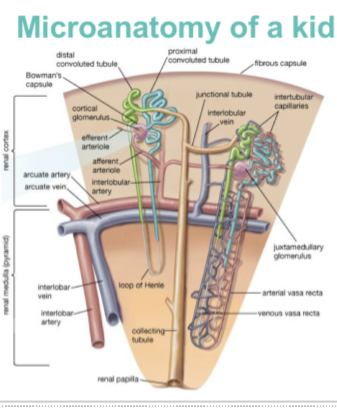 Microanatomy of a kid
distal
convoluted tubule
proximal
convoluted tubule
fibrous capsule
Bowman's
capsule
junctional tubule
intertubular
capillaries
cortical
glomerulus
interlobular
vein
efferent
arteriole
afferent
arteriole
renal cortex
arcuate artery
arcuate vein
interlobular
artery
juxtamedullary
glomerulus
renal medulla (pyramid)
interlobar
vein
loop of Henle
arterial vasa recta
interlobar
artery
venous vasa recta
collecting
tubule
renal papilla